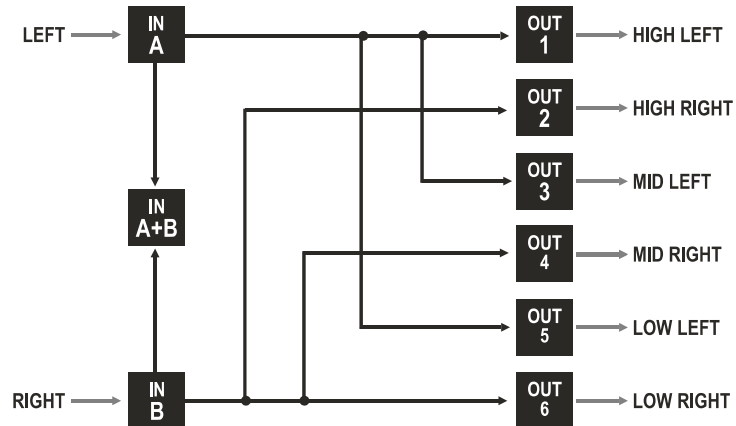 LEFT
IN
A
OUT
1
HIGH LEFT
OUT
2
HIGH RIGHT
OUT
3
MID LEFT
IN
A+B
OUT
4
MID RIGHT
OUT
5
LOW LEFT
RIGHT
IN
B
OUT
6
LOW RIGHT